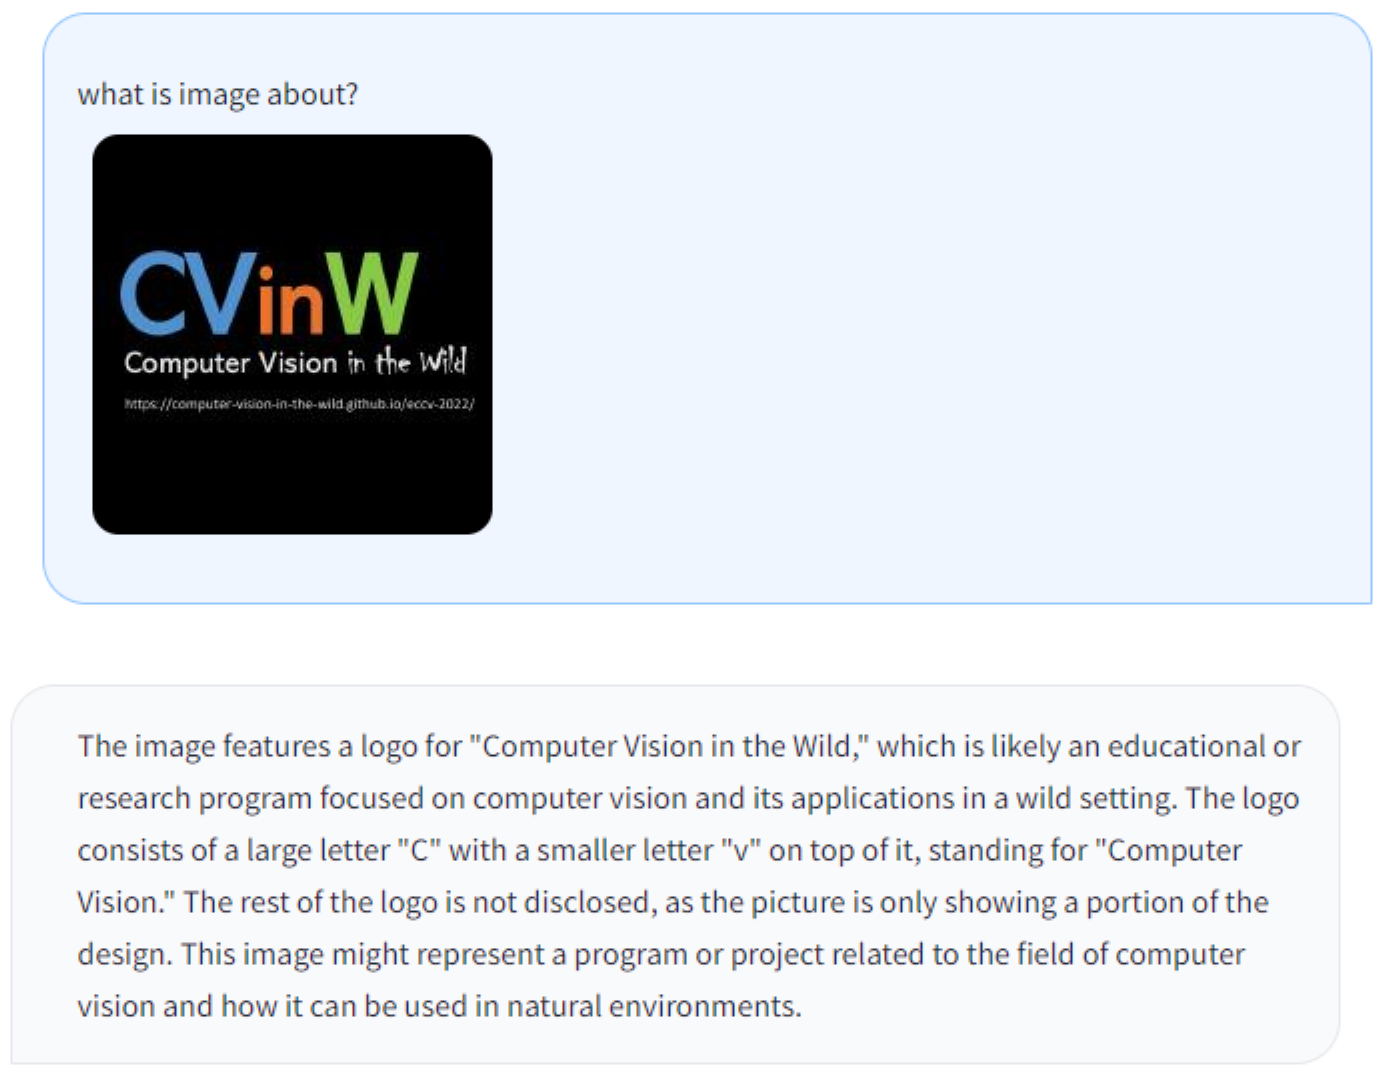 what is image about?
CVinW
Computer Vision in the Wild
https://computer-vision-in-the-wild.github.io/eccv-2022/
The image features a logo for "Computer Vision in the Wild," which is likely an educational or
research program focused on computer vision and its applications in a wild setting. The logo
consists of a large letter "C" with a smaller letter "v" on top of it, standing for "Computer
Vision." The rest of the logo is not disclosed, as the picture is only showing a portion of the
design. This image might represent a program or project related to the field of computer
vision and how it can be used in natural environments.